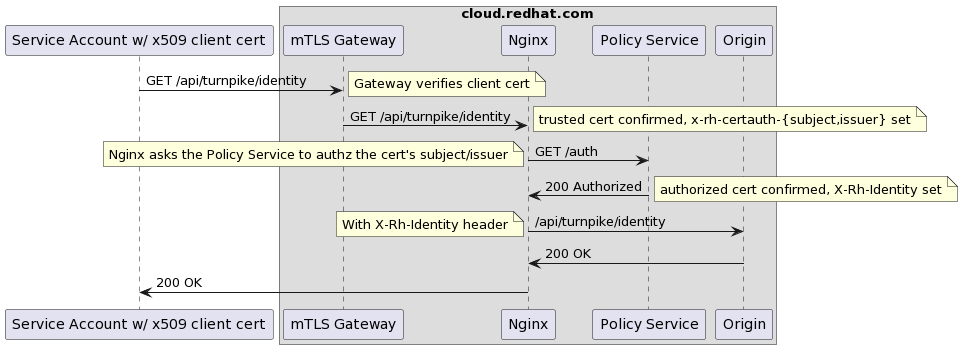 cloud.redhat.com
Service Account w/ x509 client cert
mTLS Gateway
Nginx
Policy Service
Origin
GET /api/turnpike/identity
Gateway verifies client cert
GET /api/turnpike/identity
trusted cert confirmed, x-rh-certauth-{subject,issuer} set
Nginx asks the Policy Service to authz the cert's subject/issuer
GET /auth
200 Authorized
authorized cert confirmed, X-Rh-Identity set
With X-Rh-Identity header
/api/turnpike/identity
200 OK
200 OK
Service Account w/ x509 client cert
mTLS Gateway
Nginx
Policy Service
Origin